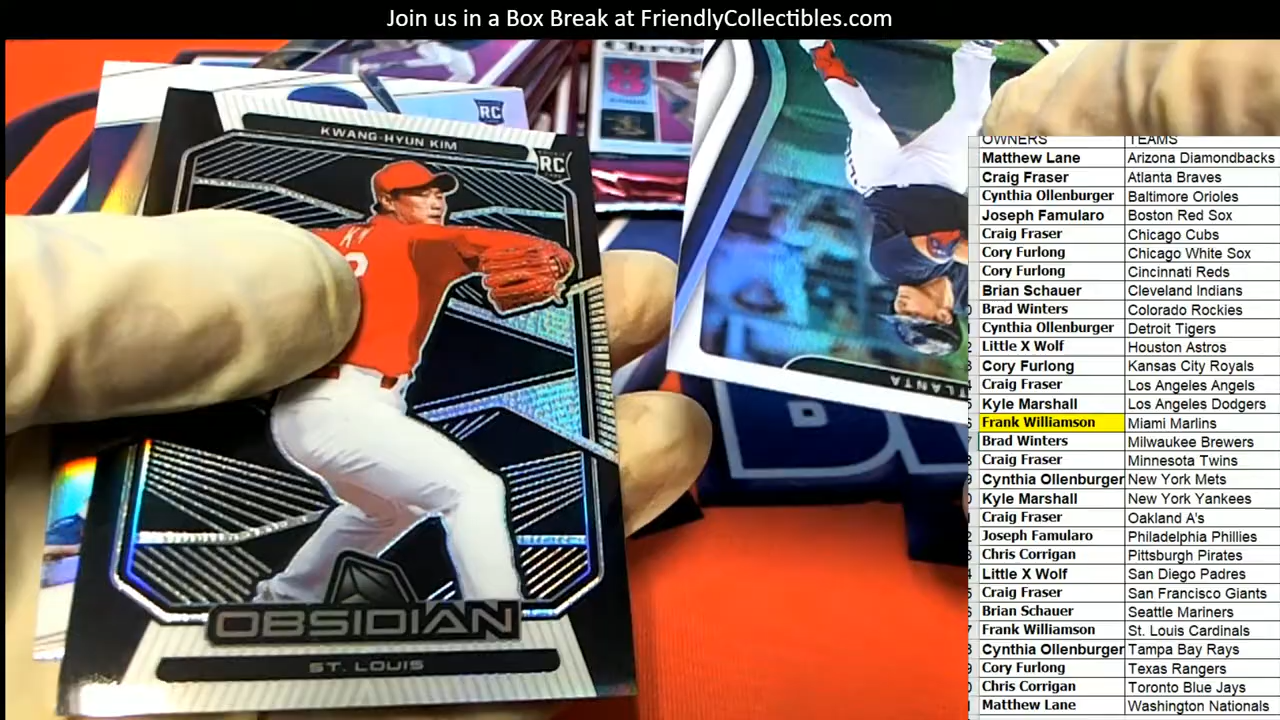 Join us in a Box Break at FriendlyCollectibles.com
RC
KWANG-HYUN KIM
RC
OBSIDIAN
ST. LOUIS
ATLANTA
OWNERS TEAMS
Matthew Lane Arizona Diamondbacks
Craig Fraser Atlanta Braves
Cynthia Ollenburger Baltimore Orioles
Joseph Famularo Boston Red Sox
Craig Fraser Chicago Cubs
Cory Furlong Chicago White Sox
Cory Furlong Cincinnati Reds
Brian Schauer Cleveland Indians
Brad Winters Colorado Rockies
Cynthia Ollenburger Detroit Tigers
Little X Wolf Houston Astros
Cory Furlong Kansas City Royals
Craig Fraser Los Angeles Angels
Kyle Marshall Los Angeles Dodgers
Frank Williamson Miami Marlins
Brad Winters Milwaukee Brewers
Craig Fraser Minnesota Twins
Cynthia Ollenburger New York Mets
Kyle Marshall New York Yankees
Craig Fraser Oakland A's
Joseph Famularo Philadelphia Phillies
Chris Corrigan Pittsburgh Pirates
Little X Wolf San Diego Padres
Craig Fraser San Francisco Giants
Brian Schauer Seattle Mariners
Frank Williamson St. Louis Cardinals
Cynthia Ollenburger Tampa Bay Rays
Cory Furlong Texas Rangers
Chris Corrigan Toronto Blue Jays
Matthew Lane Washington Nationals